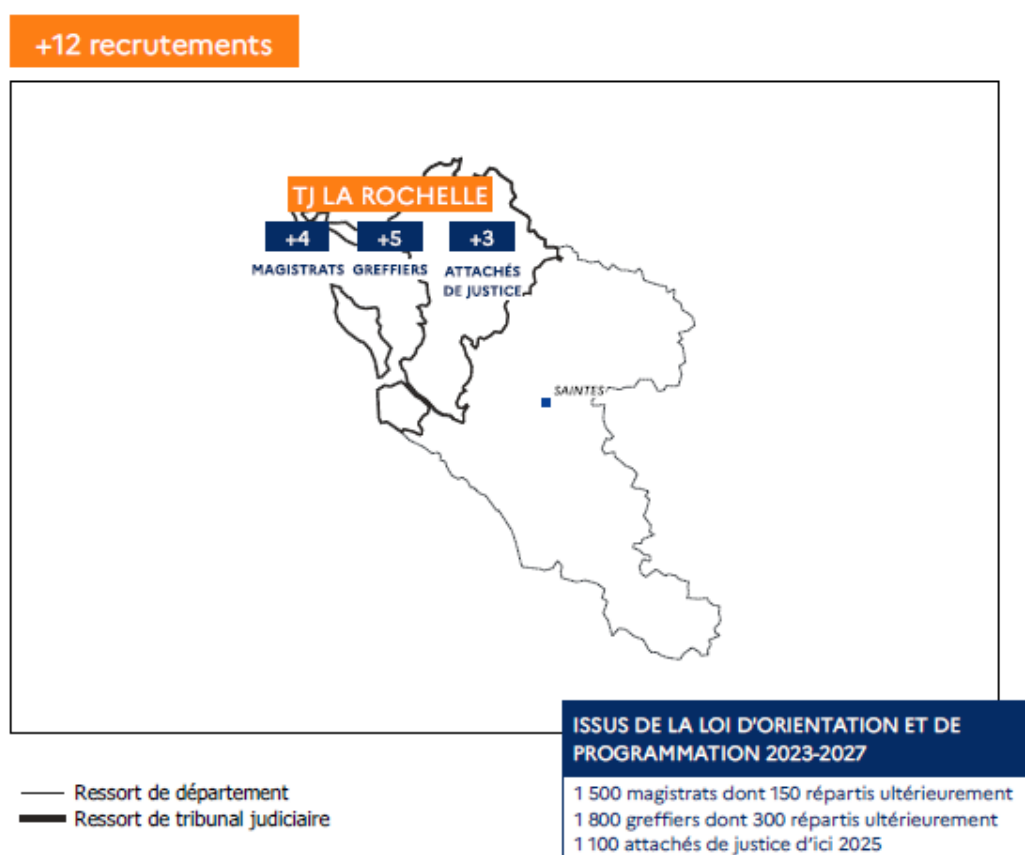 +12 recrutements
TJ LA ROCHELLE
+4
+5
+3
MAGISTRATS
GREFFIERS
ATTACHÉS
DE JUSTICE
SAINTES
ISSUS DE LA LOI D'ORIENTATION ET DE
PROGRAMMATION 2023-2027
1 500 magistrats dont 150 répartis ultérieurement
1 800 greffiers dont 300 répartis ultérieurement
1 100 attachés de justice d'ici 2025
Ressort de département
Ressort de tribunal judiciaire